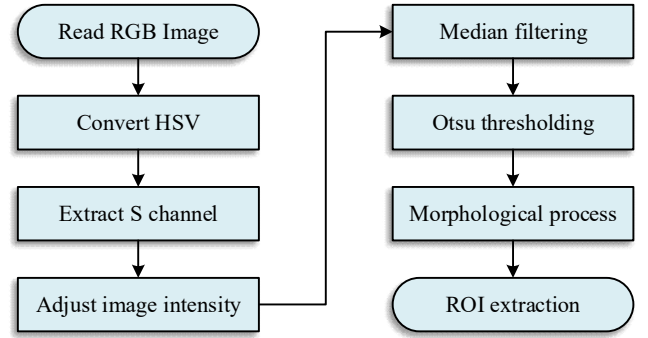 Read RGB Image
Convert HSV
Extract S channel
Adjust image intensity
Median filtering
Otsu thresholding
Morphological process
ROI extraction